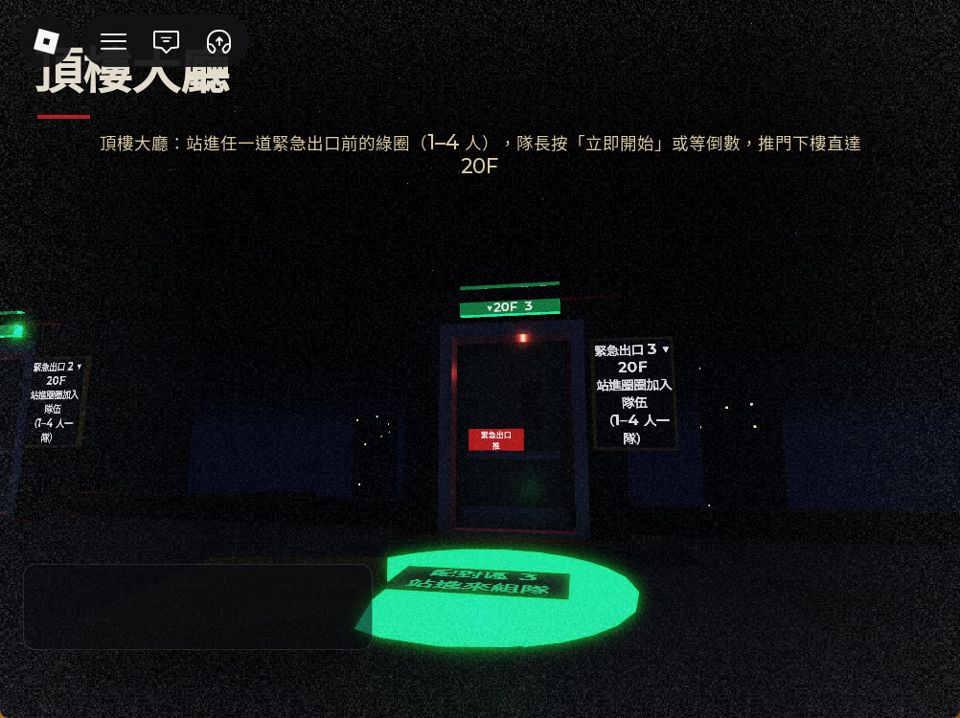 頂樓大廳
頂樓大廳：站進任一道緊急出口前的綠圈（1–4 人），隊長按「立即開始」或等倒數，推門下樓直達
20F
▼20F 3
緊急出口 2 ▼
20F
站進圈圈加入
隊伍
（1–4 人一
隊）
緊急出口 3 ▼
20F
站進圈圈加入
隊伍
（1–4 人一
隊）
緊急出口
推
配對區 3
站進來組隊